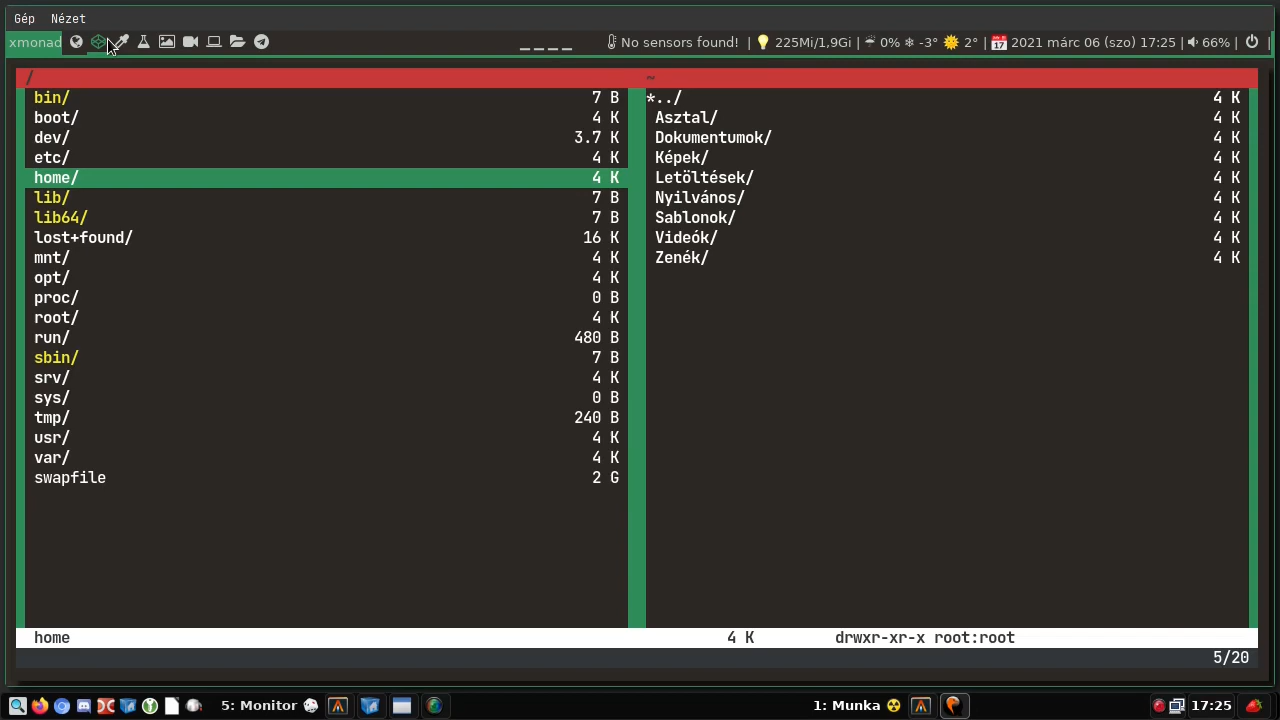 Gép Nézet
xmonad No sensors found! | 225Mi/1,9Gi | 0% -3° 2° | 2021 márc 06 (szo) 17:25 | 66% | |
/ ~
bin/ 7 B *../ 4 K
boot/ 4 K Asztal/ 4 K
dev/ 3.7 K Dokumentumok/ 4 K
etc/ 4 K Képek/ 4 K
home/ 4 K Letöltések/ 4 K
lib/ 7 B Nyilvános/ 4 K
lib64/ 7 B Sablonok/ 4 K
lost+found/ 16 K Videók/ 4 K
mnt/ 4 K Zenék/ 4 K
opt/ 4 K
proc/ 0 B
root/ 4 K
run/ 480 B
sbin/ 7 B
srv/ 4 K
sys/ 0 B
tmp/ 240 B
usr/ 4 K
var/ 4 K
swapfile 2 G
home 4 K drwxr-xr-x root:root
5/20
5: Monitor 1: Munka 17:25